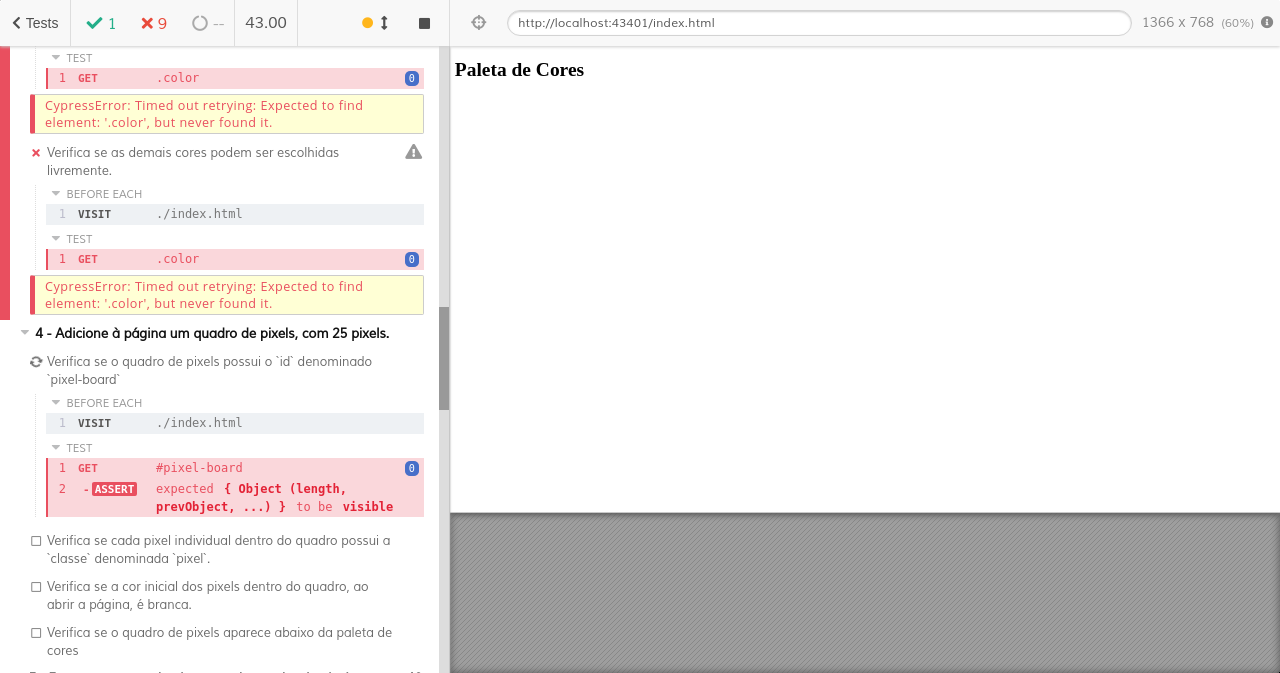 Tests 1 9 -- 43.00 http://localhost:43401/index.html 1366 x 768 (60%)
TEST
1 GET .color 0
CypressError: Timed out retrying: Expected to find
element: '.color', but never found it.
Verifica se as demais cores podem ser escolhidas
livremente.
BEFORE EACH
1 VISIT ./index.html
TEST
1 GET .color 0
CypressError: Timed out retrying: Expected to find
element: '.color', but never found it.
4 - Adicione à página um quadro de pixels, com 25 pixels.
Verifica se o quadro de pixels possui o `id` denominado
`pixel-board`
BEFORE EACH
1 VISIT ./index.html
TEST
1 GET #pixel-board 0
2 -ASSERT expected { Object (length,
prevObject, ...) } to be visible
Verifica se cada pixel individual dentro do quadro possui a
`classe` denominada `pixel`.
Verifica se a cor inicial dos pixels dentro do quadro, ao
abrir a página, é branca.
Verifica se o quadro de pixels aparece abaixo da paleta de
cores
Paleta de Cores